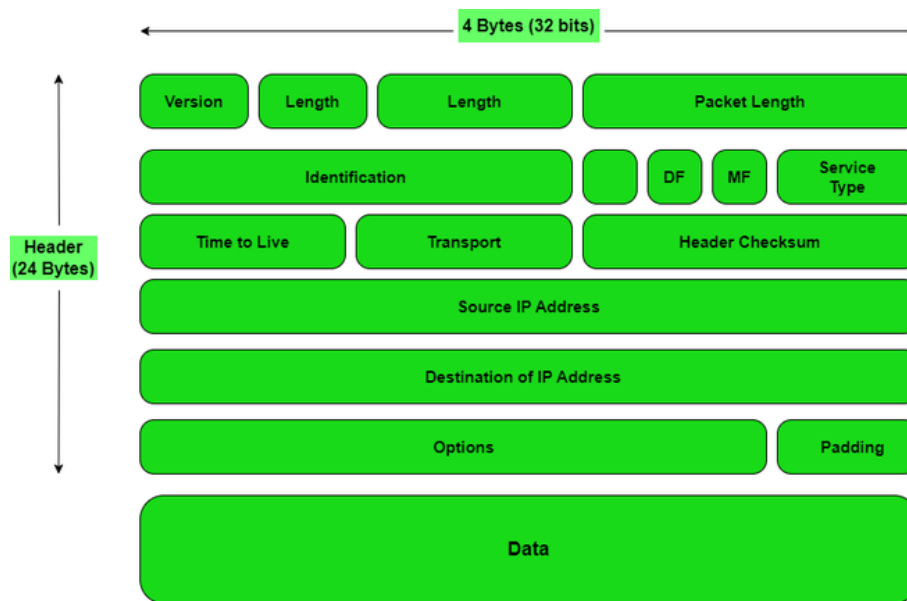 4 Bytes (32 bits)
Version
Length
Length
Packet Length
Identification
DF
MF
Service
Type
Header
(24 Bytes)
Time to Live
Transport
Header Checksum
Source IP Address
Destination of IP Address
Options
Padding
Data